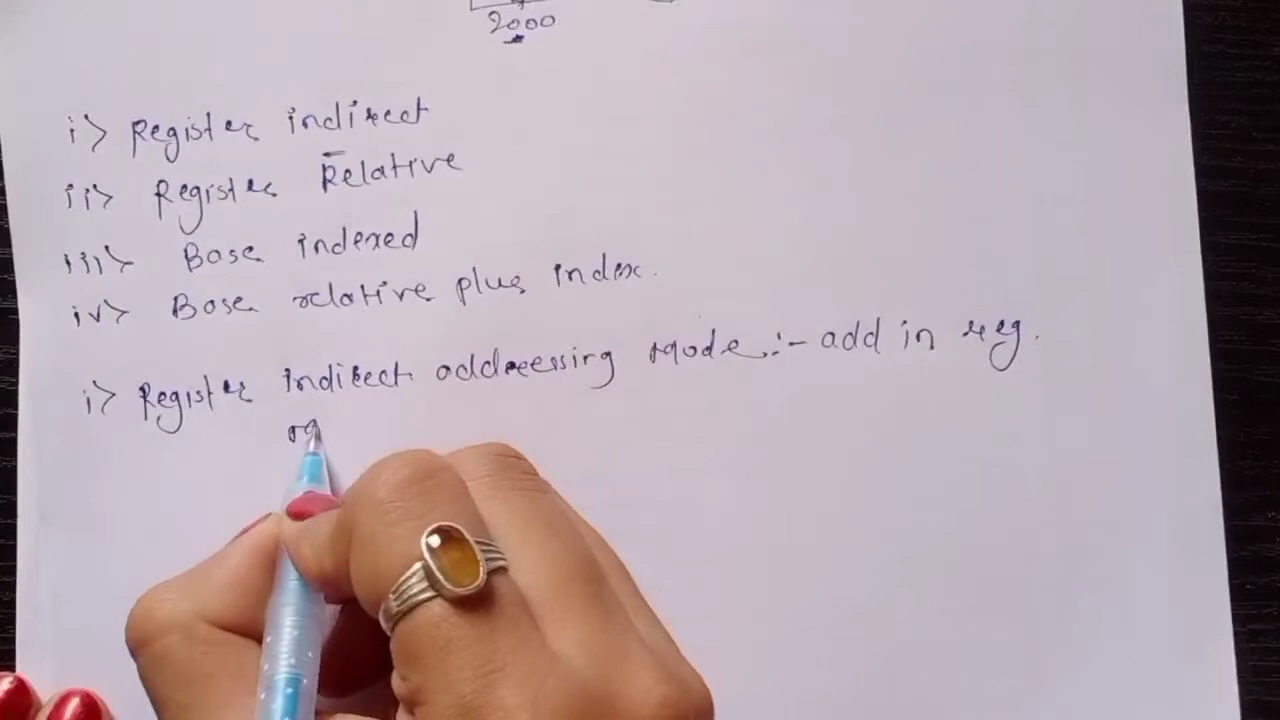 2000
i> Register indirect
ii> Register Relative
iii> Base indexed
iv> Base relative plus index.
i> Register indirect addressing mode :- add in reg.